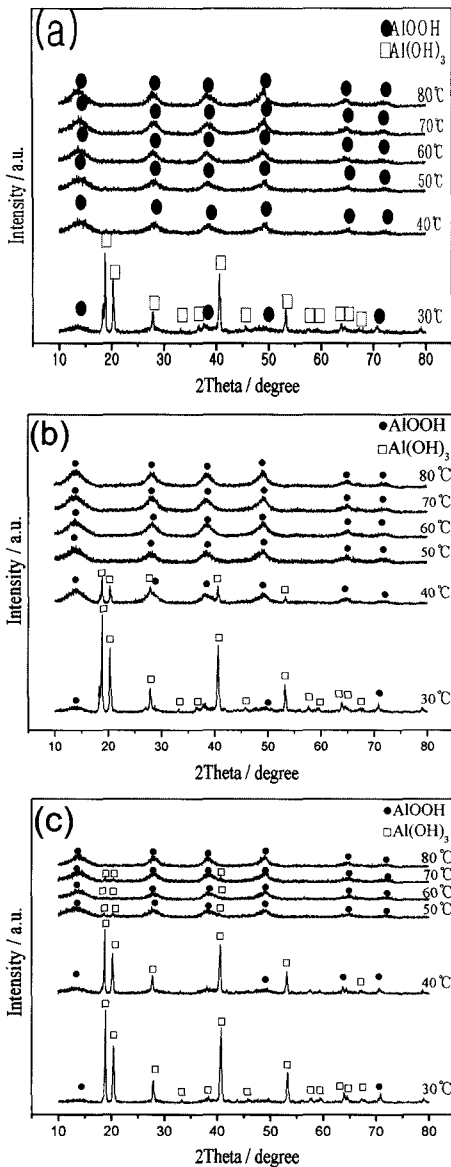 (a)
AlOOH
Al(OH)₃
80℃
70℃
60℃
50℃
40℃
30℃
Intensity / a.u.
10 20 30 40 50 60 70 80
2Theta / degree
(b)
AlOOH
Al(OH)₃
80℃
70℃
60℃
50℃
40℃
30℃
Intensity / a.u.
10 20 30 40 50 60 70 80
2Theta / degree
(c)
AlOOH
Al(OH)₃
80℃
70℃
60℃
50℃
40℃
30℃
Intensity / a.u.
10 20 30 40 50 60 70 80
2Theta / degree